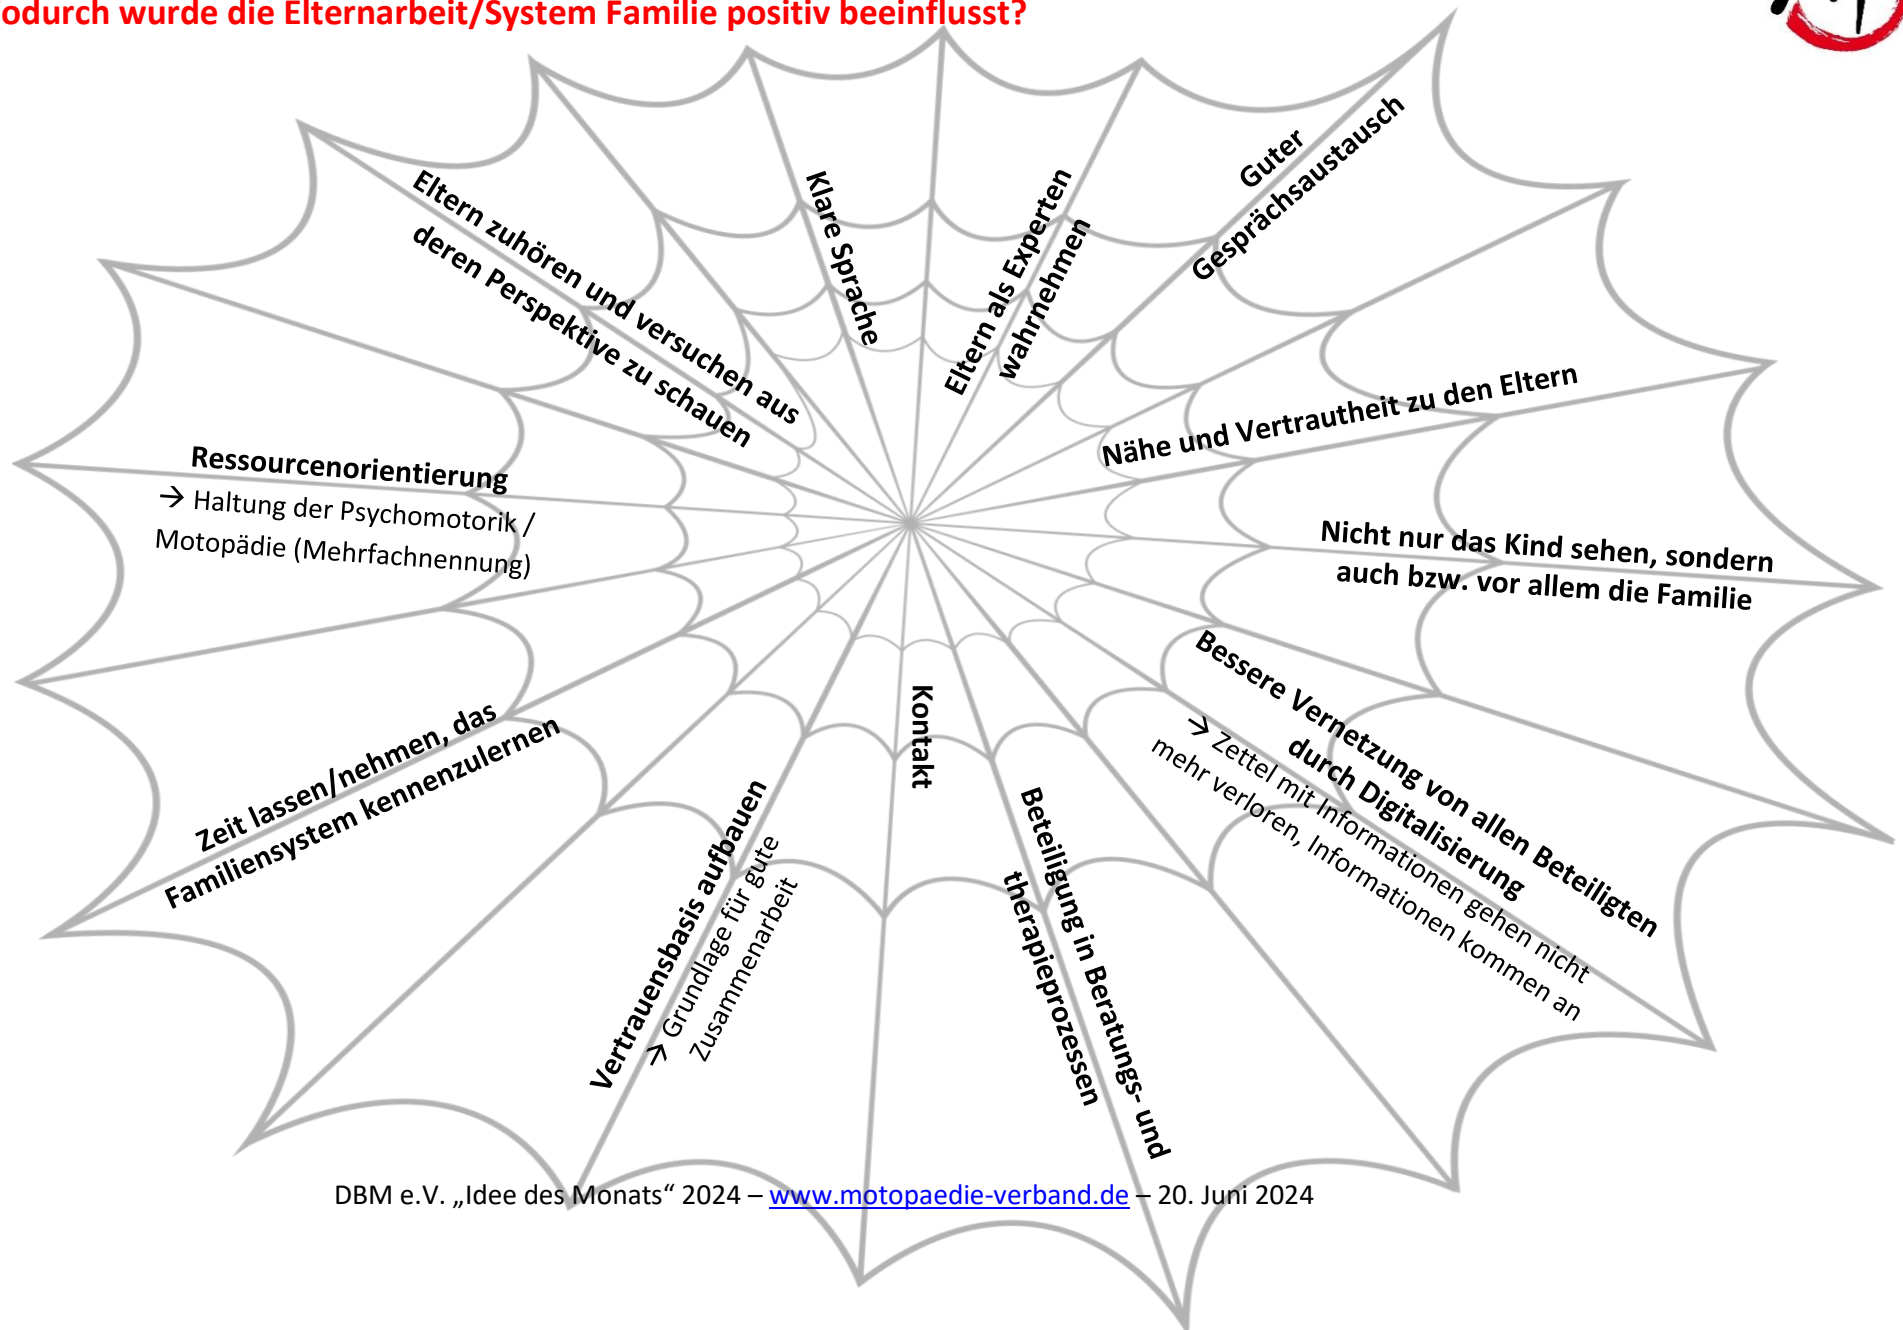 odurch wurde die Elternarbeit/System Familie positiv beeinflusst?
Guter
Gesprächsaustausch
Klare Sprache
Eltern als Experten
wahrnehmen
Eltern zuhören und versuchen aus
deren Perspektive zu schauen
Nähe und Vertrautheit zu den Eltern
Ressourcenorientierung
→ Haltung der Psychomotorik /
Motopädie (Mehrfachnennung)
Nicht nur das Kind sehen, sondern
auch bzw. vor allem die Familie
Bessere Vernetzung von allen Beteiligten
durch Digitalisierung
→ Zettel mit Informationen gehen nicht
mehr verloren, Informationen kommen an
Zeit lassen/nehmen, das
Familiensystem kennenzulernen
Kontakt
Vertrauensbasis aufbauen
→ Grundlage für gute
Zusammenarbeit
Beteiligung in Beratungs- und
therapieprozessen
DBM e.V. „Idee des Monats“ 2024 – www.motopaedie-verband.de – 20. Juni 2024